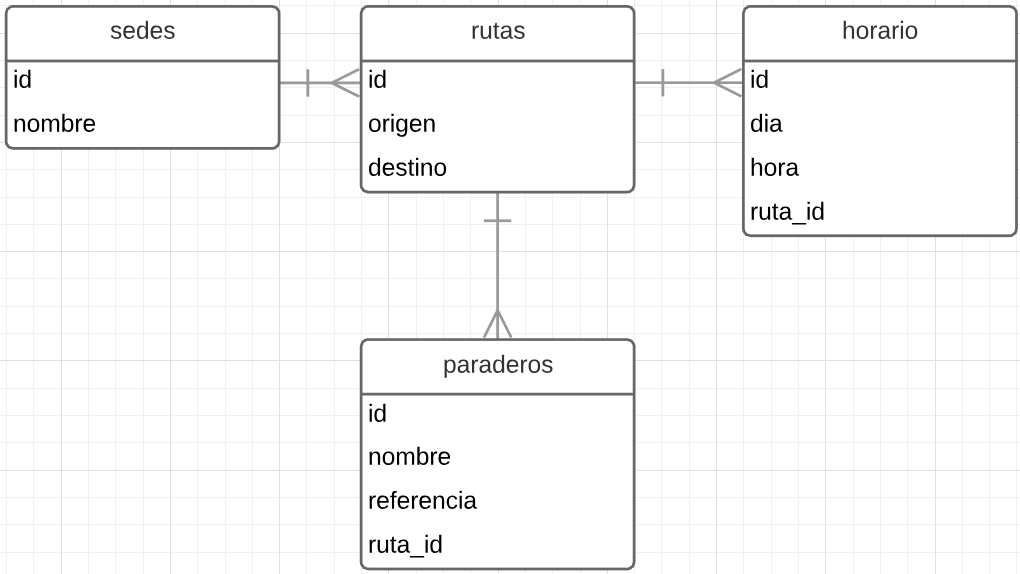 sedes
id
nombre
rutas
id
origen
destino
horario
id
dia
hora
ruta_id
paraderos
id
nombre
referencia
ruta_id